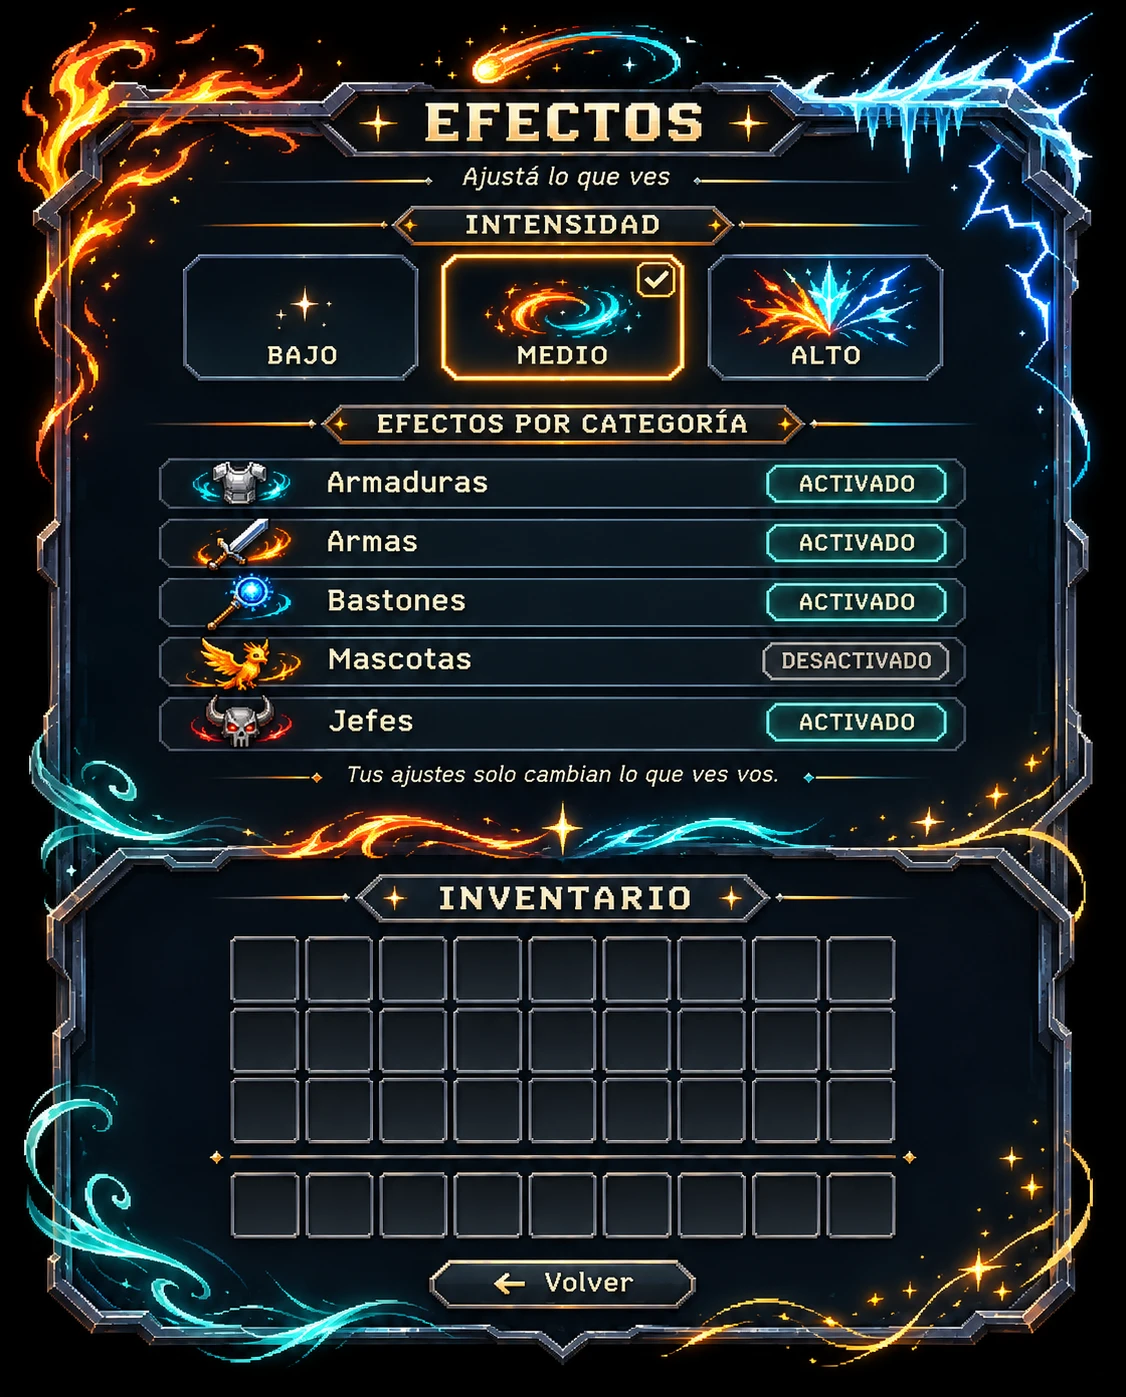 EFECTOS
Ajustá lo que ves
INTENSIDAD
BAJO
MEDIO
ALTO
EFECTOS POR CATEGORÍA
Armaduras
ACTIVADO
Armas
ACTIVADO
Bastones
ACTIVADO
Mascotas
DESACTIVADO
Jefes
ACTIVADO
Tus ajustes solo cambian lo que ves vos.
INVENTARIO
Volver